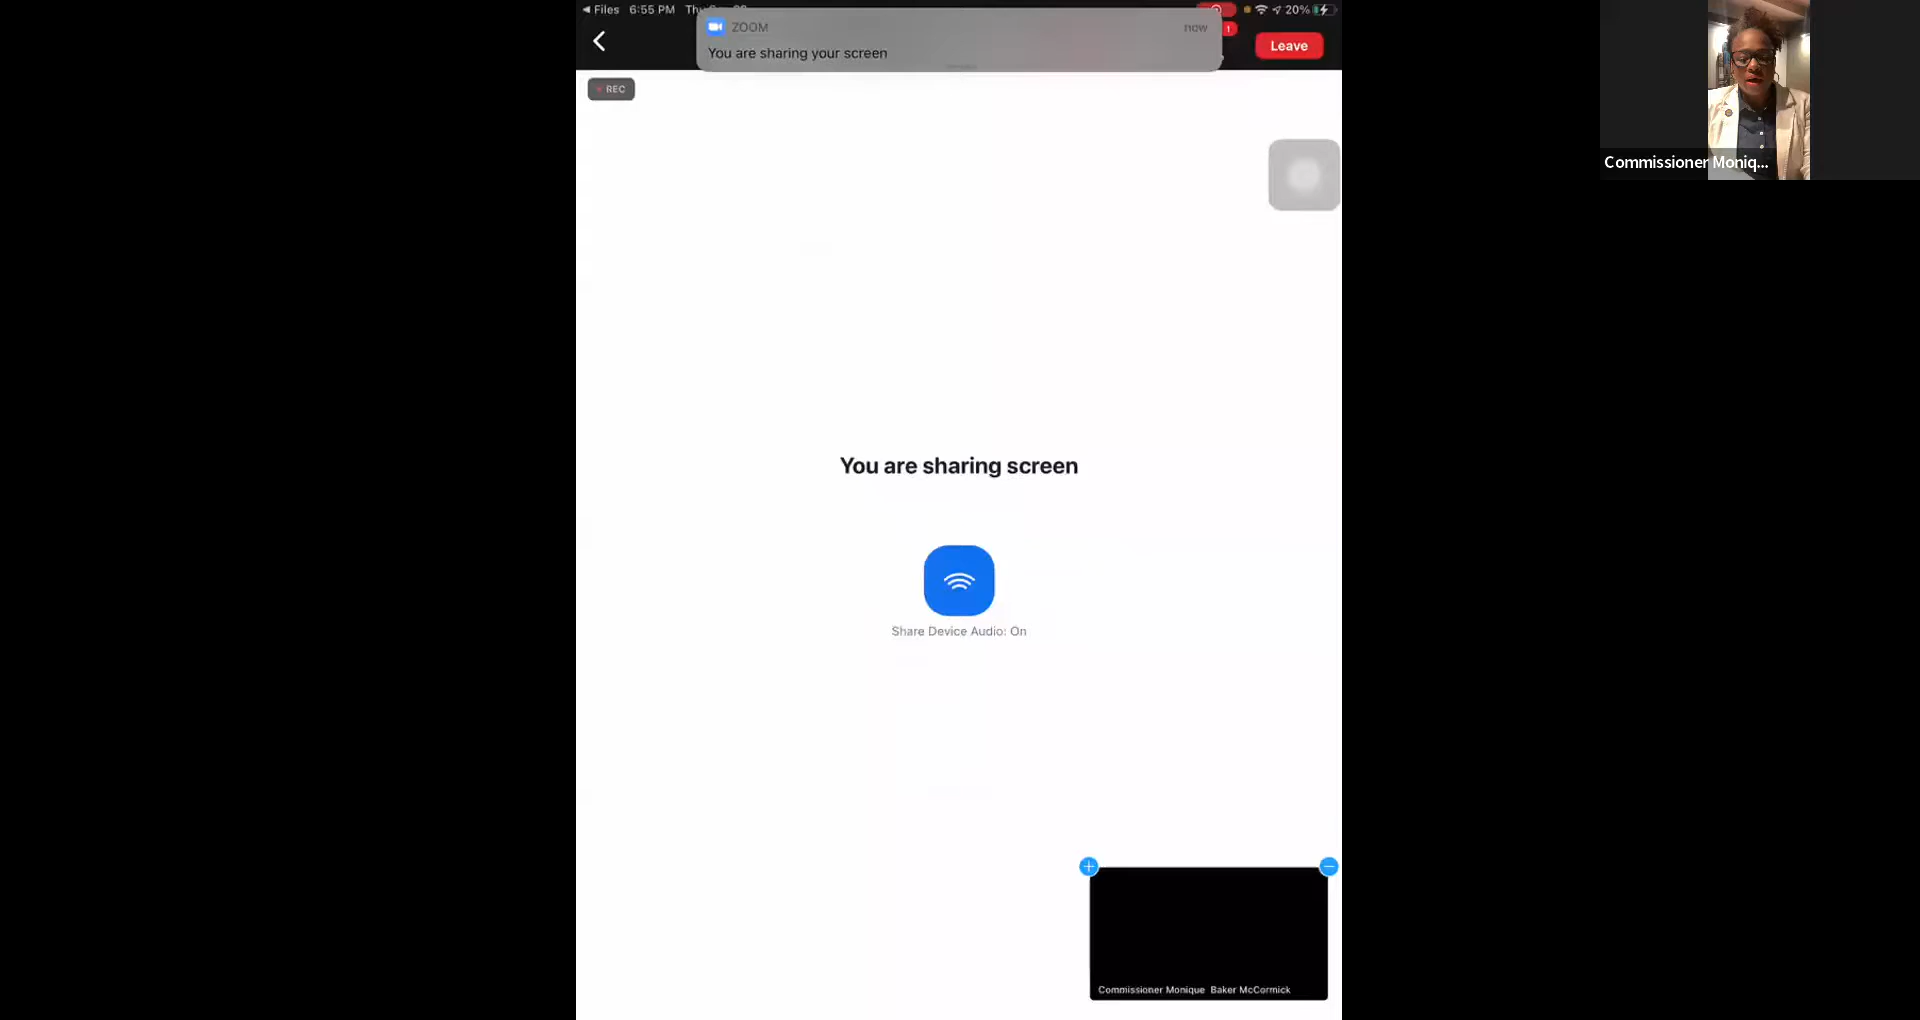 Files 6:55 PM
20%
ZOOM
now
You are sharing your screen
1
Leave
REC
Commissioner Moniq...
You are sharing screen
Share Device Audio: On
Commissioner Monique Baker McCormick